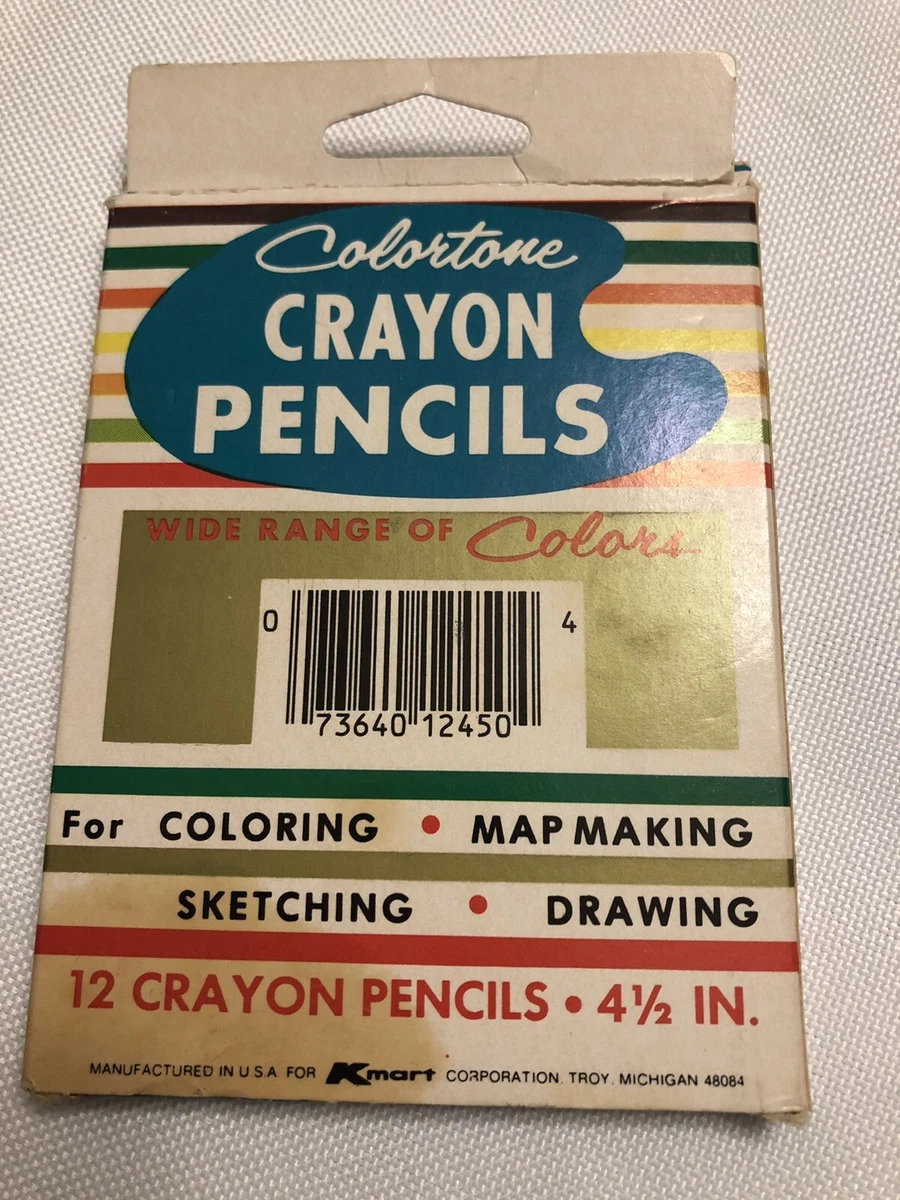 Colortone
CRAYON
PENCILS
WIDE RANGE OF Colors
0 73640 12450 4
For COLORING • MAP MAKING
SKETCHING • DRAWING
12 CRAYON PENCILS • 4½ IN.
MANUFACTURED IN U.S.A. FOR Kmart CORPORATION, TROY, MICHIGAN 48084